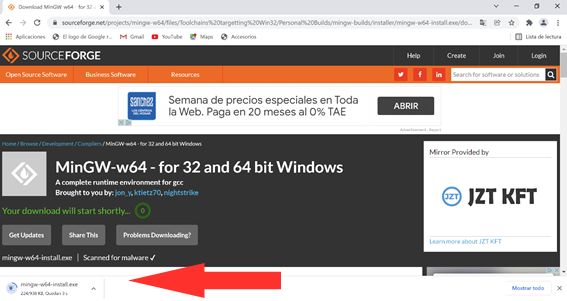 Download MinGW-w64 - for 32 and
sourceforge.net/projects/mingw-w64/files/Toolchains%20targetting%20Win32/Personal%20Builds/mingw-builds/installer/mingw-w64-install.exe/do...
Aplicaciones El logo de Google r... Gmail YouTube Maps Accesorios Lista de lectura
SOURCEFORGE Help Create Join Login
Open Source Software Business Software Resources Search for software or solutions
sanchez Semana de precios especiales en Toda
la Web. Paga en 20 meses al 0% TAE ABRIR
Advertisement - Report
Home / Browse / Development / Compilers / MinGW-w64 - for 32 and 64 bit Windows
MinGW-w64 - for 32 and 64 bit Windows
A complete runtime environment for gcc
Brought to you by: jon_y, ktietz70, nightstrike
Your download will start shortly... 0
Get Updates Share This Problems Downloading?
mingw-w64-install.exe Scanned for malware ✓
Mirror Provided by
JZT KFT
Learn more about JZT KFT
mingw-w64-install.exe
Mostrar todo